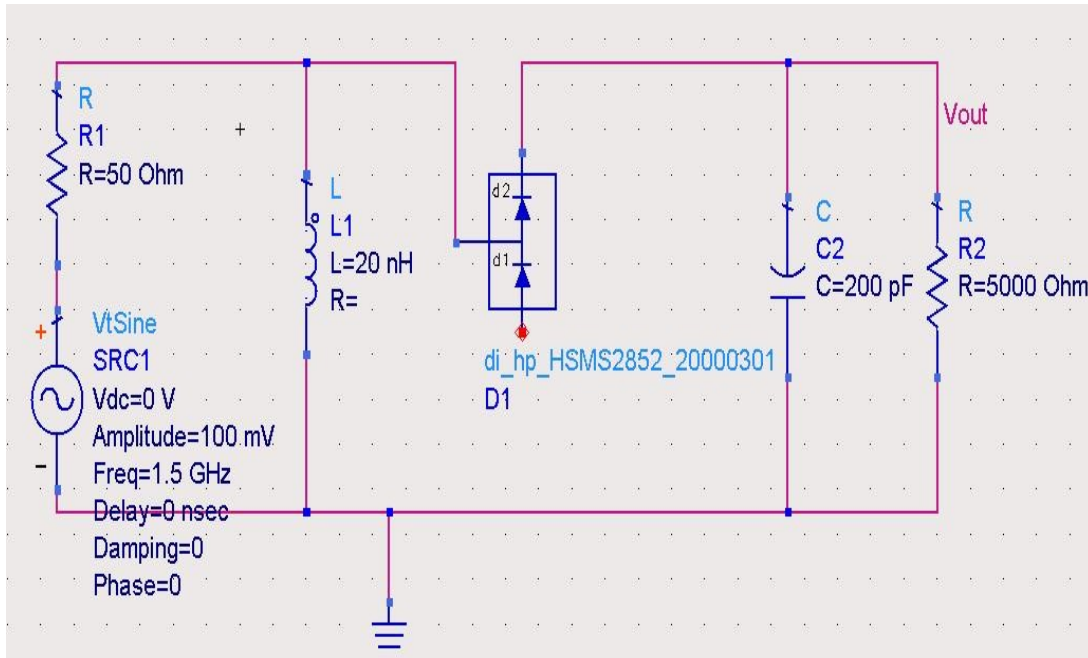 R
R1
R=50 Ohm
+
VtSine
SRC1
Vdc=0 V
Amplitude=100 mV
Freq=1.5 GHz
Delay=0 nsec
Damping=0
Phase=0
−
L
L1
L=20 nH
R=
d2
d1
di_hp_HSMS2852_20000301
D1
C
C2
C=200 pF
Vout
R
R2
R=5000 Ohm